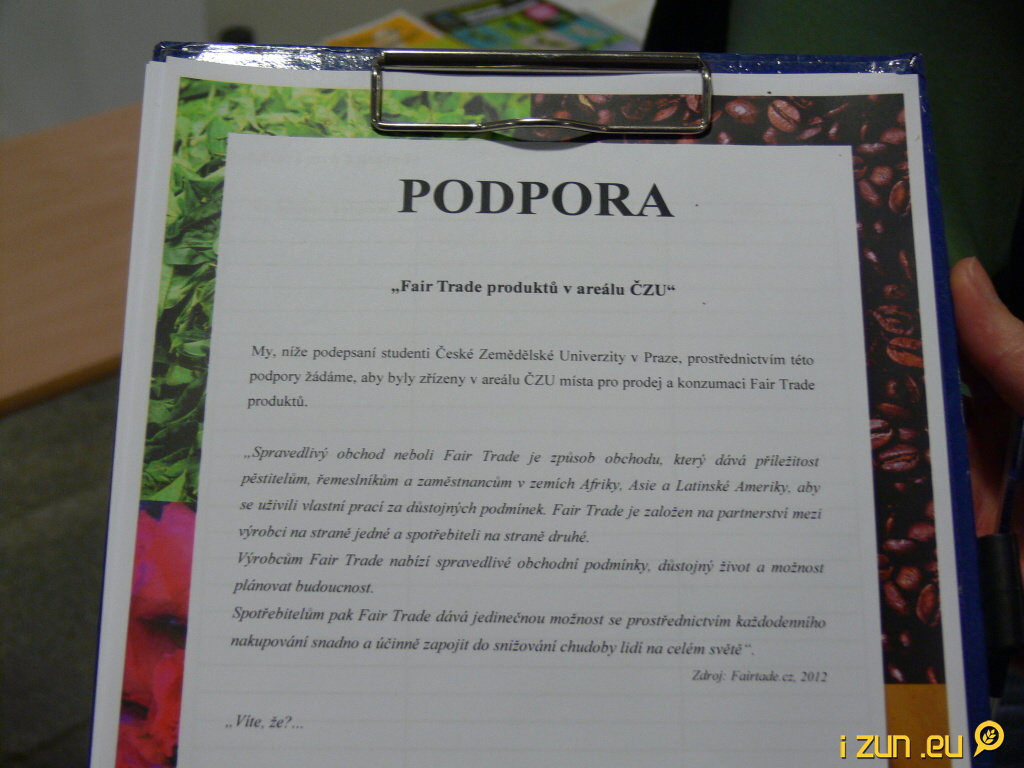 PODPORA
„Fair Trade produktů v areálu ČZU“
My, níže podepsaní studenti České Zemědělské Univerzity v Praze, prostřednictvím této
podpory žádáme, aby byly zřízeny v areálu ČZU místa pro prodej a konzumaci Fair Trade
produktů.
„Spravedlivý obchod neboli Fair Trade je způsob obchodu, který dává příležitost
pěstitelům, řemeslníkům a zaměstnancům v zemích Afriky, Asie a Latinské Ameriky, aby
se uživili vlastní prací za důstojných podmínek. Fair Trade je založen na partnerství mezi
výrobci na straně jedné a spotřebiteli na straně druhé.
Výrobcům Fair Trade nabízí spravedlivé obchodní podmínky, důstojný život a možnost
plánovat budoucnost.
Spotřebitelům pak Fair Trade dává jedinečnou možnost se prostřednictvím každodenního
nakupování snadno a účinně zapojit do snižování chudoby lidí na celém světě“.
Zdroj: Fairtade.cz, 2012
„Víte, že?...
i zun .eu